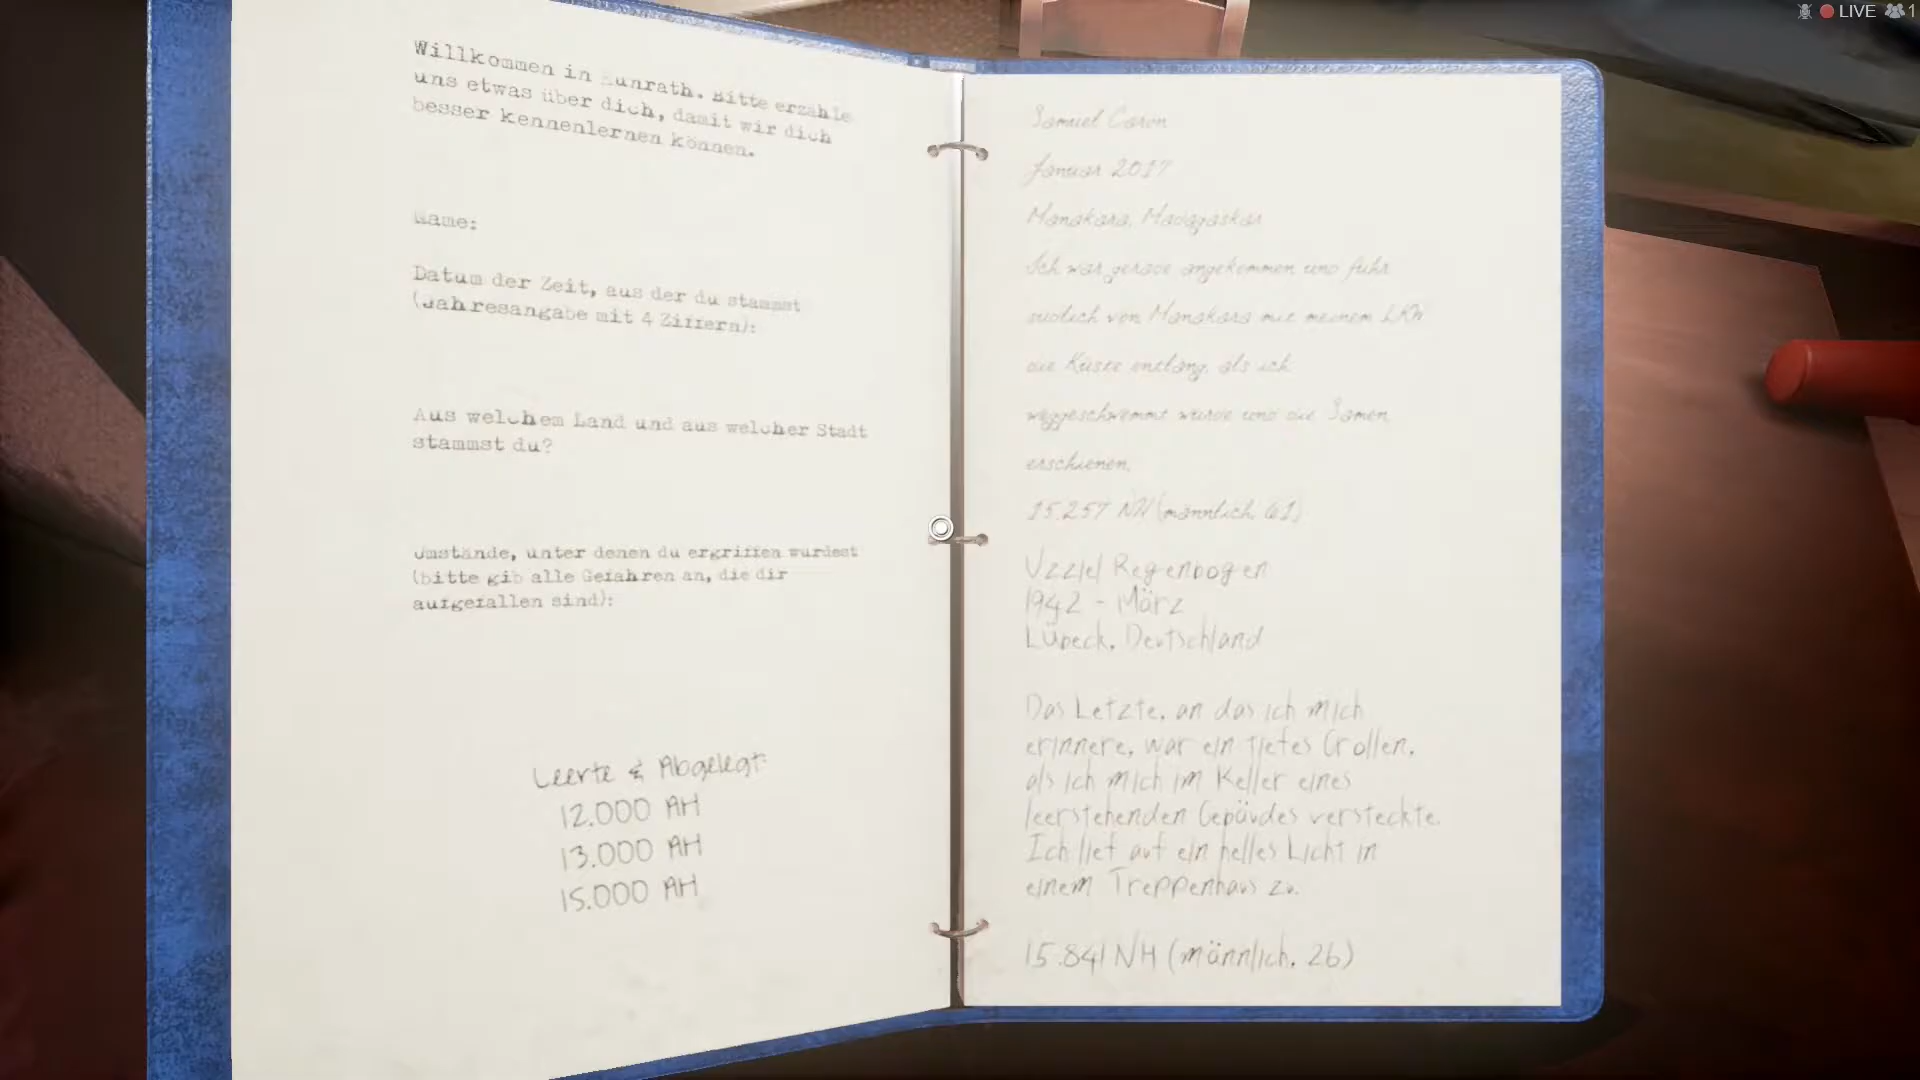 LIVE 1
Willkommen in Hunrath. Bitte erzähle
uns etwas über dich, damit wir dich
besser kennenlernen können.
Name:
Datum der Zeit, aus der du stammst
(Jahresangabe mit 4 Ziffern):
Aus welchem Land und aus welcher Stadt
stammst du?
Umstände, unter denen du ergriffen wurdest
(bitte gib alle Gefahren an, die dir
aufgefallen sind):
Leerte & Abgelegt:
12.000 AH
13.000 AH
15.000 AH
Samuel Caron
Januar 2017
Manakara, Madagaskar
Ich war gerade angekommen und fuhr
südlich von Manakara mit meinem LKW
die Küste entlang, als ich
weggeschwemmt wurde und die Samen
erschienen.
15.257 NH (männlich, 61)
Uzziel Regenbogen
1942 - März
Lübeck, Deutschland
Das Letzte, an das ich mich
erinnere, war ein tiefes Grollen,
als ich mich im Keller eines
leerstehenden Gebäudes versteckte.
Ich lief auf ein helles Licht in
einem Treppenhaus zu.
15.841 NH (männlich, 26)